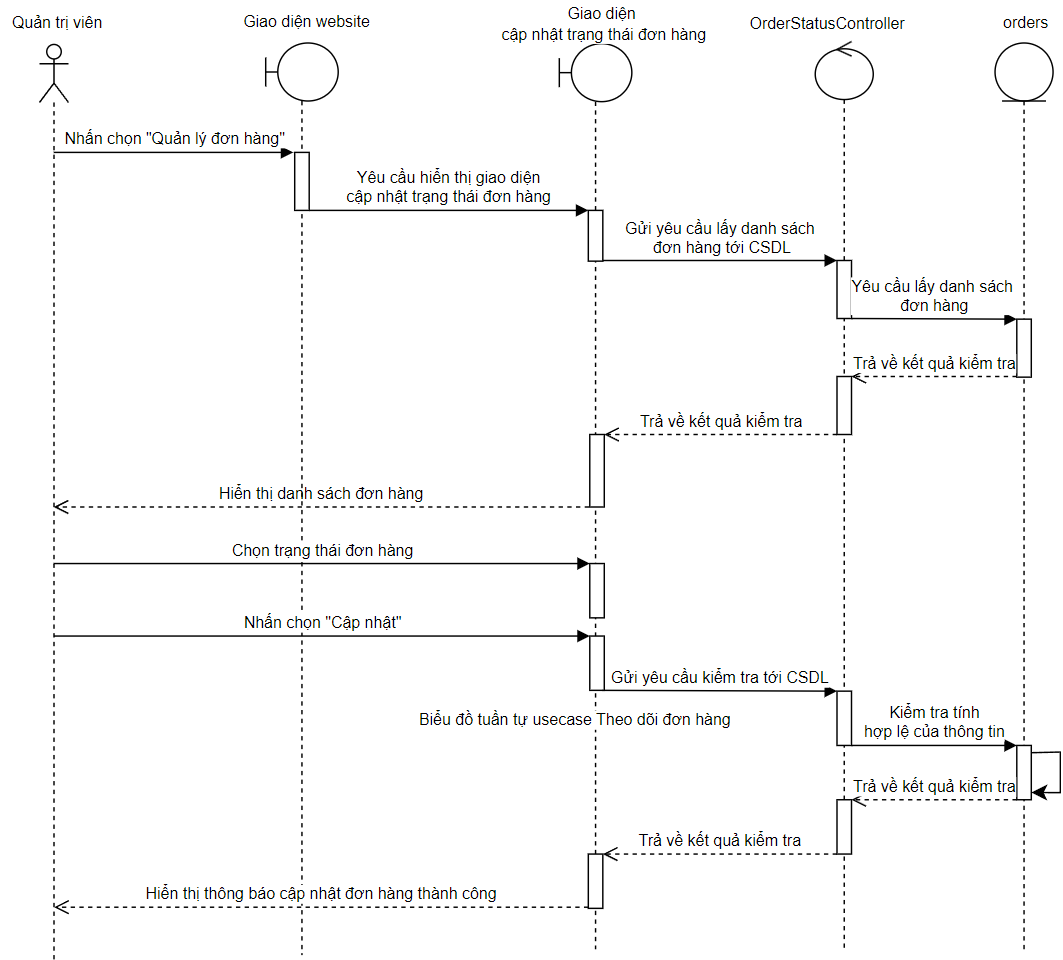 Quản trị viên
Giao diện website
Giao diện
cập nhật trạng thái đơn hàng
OrderStatusController
orders
Nhấn chọn "Quản lý đơn hàng"
Yêu cầu hiển thị giao diện
cập nhật trạng thái đơn hàng
Gửi yêu cầu lấy danh sách
đơn hàng tới CSDL
Yêu cầu lấy danh sách
đơn hàng
Trả về kết quả kiểm tra
Trả về kết quả kiểm tra
Hiển thị danh sách đơn hàng
Chọn trạng thái đơn hàng
Nhấn chọn "Cập nhật"
Gửi yêu cầu kiểm tra tới CSDL
Biểu đồ tuần tự usecase Theo dõi đơn hàng
Kiểm tra tính
hợp lệ của thông tin
Trả về kết quả kiểm tra
Trả về kết quả kiểm tra
Hiển thị thông báo cập nhật đơn hàng thành công